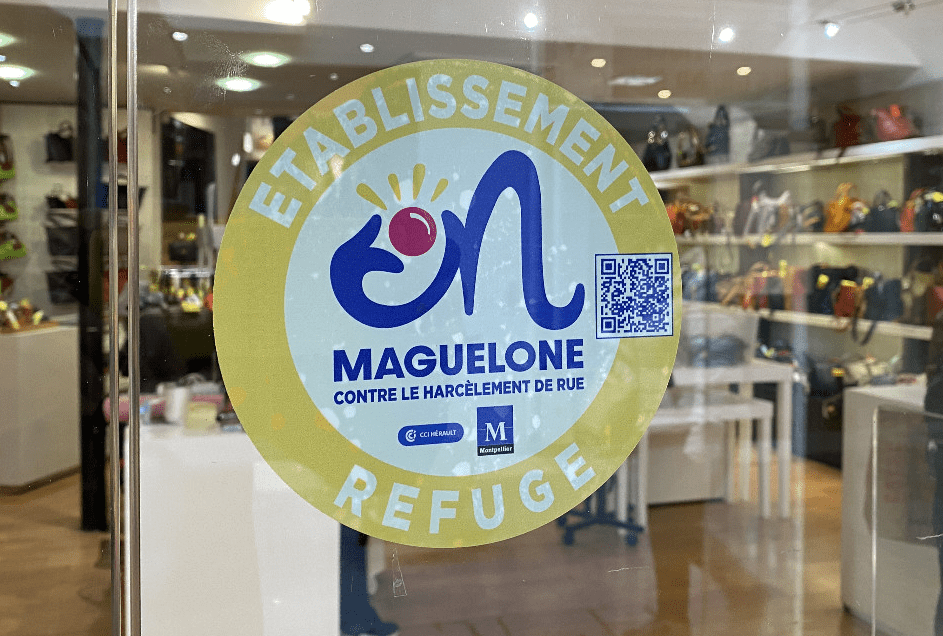 ETABLISSEMENT
MAGUELONE
CONTRE LE HARCÈLEMENT DE RUE
CCI HÉRAULT
M
Montpellier
REFUGE